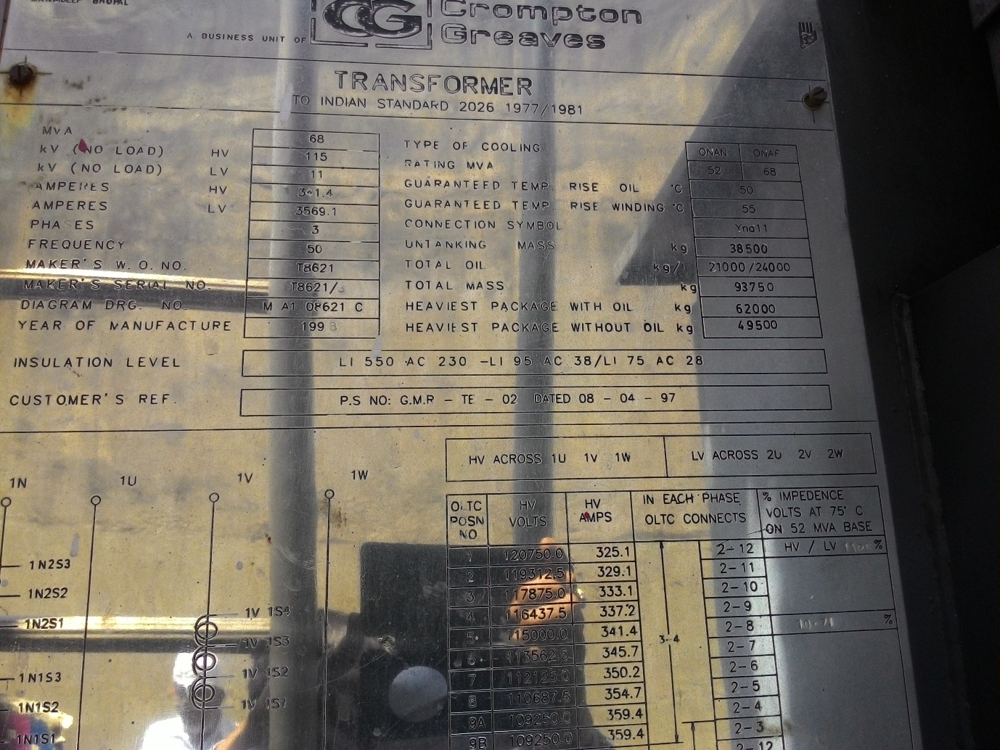 BHOPAL
A BUSINESS UNIT OF CG Crompton Greaves
TRANSFORMER
TO INDIAN STANDARD 2026 1977/1981
MVA 68
kV (NO LOAD) HV 115
kV (NO LOAD) LV 11
AMPERES HV 341.4
AMPERES LV 3569.1
PHASES 3
FREQUENCY 50
MAKER'S W.O. NO. T8621
MAKER'S SERIAL NO. T8621/
DIAGRAM DRG. NO. M A1 08621 C
YEAR OF MANUFACTURE
TYPE OF COOLING ONAN ONAF
RATING MVA 52 68
GUARANTEED TEMP. RISE OIL °C 50
GUARANTEED TEMP. RISE WINDING °C 55
CONNECTION SYMBOL Ynd11
UNTANKING MASS kg 38500
TOTAL OIL kg/l 21000/24000
TOTAL MASS kg 93750
HEAVIEST PACKAGE WITH OIL kg 62000
HEAVIEST PACKAGE WITHOUT OIL kg 49500
INSULATION LEVEL LI 550 AC 230 -LI 95 AC 38/LI 75 AC 28
CUSTOMER'S REF. P.S NO: G.M.R - TE - 02 DATED 08 - 04 - 97
HV ACROSS 1U 1V 1W LV ACROSS 2U 2V 2W
1N 1U 1V 1W
1N2S3
1N2S2
1N2S1
1N1S3
1N1S2
1N1S1
1V 1S4
1V 1S3
1V 1S2
1V 1S1
OLTC POSN NO HV VOLTS HV AMPS IN EACH PHASE OLTC CONNECTS % IMPEDENCE VOLTS AT 75° C ON 52 MVA BASE
1 120750.0 325.1 2-12 HV / LV %
2 119312.5 329.1 2-11
3 117875.0 333.1 2-10
4 116437.5 337.2 2-9
5 115000.0 341.4 3-4 2-8 %
6 113562.5 345.7 2-7
7 112125.0 350.2 2-6
8 110687.5 354.7 2-5
9A 109250.0 359.4 2-4
9B 109250.0 359.4 2-3
2-12